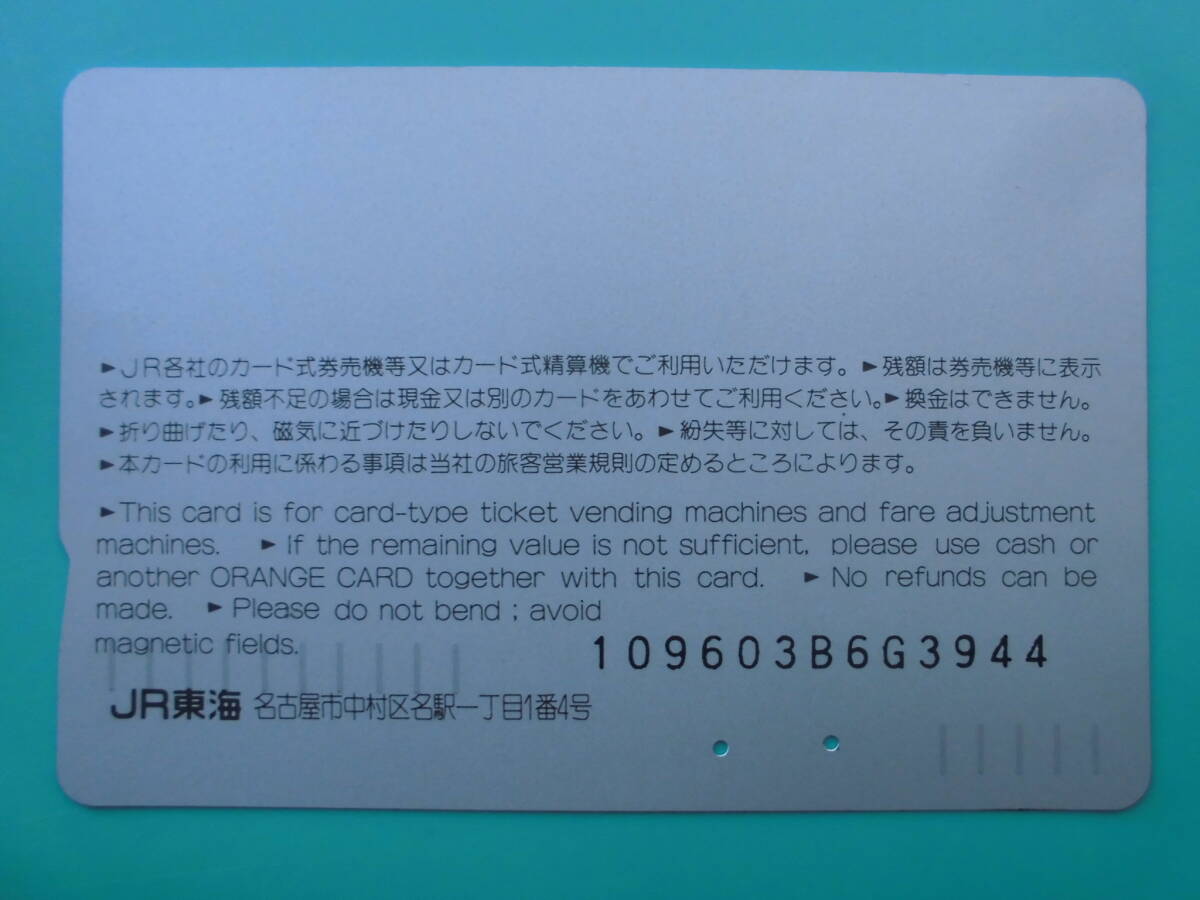 ►JR各社のカード式券売機等又はカード式精算機でご利用いただけます。►残額は券売機等に表示
されます。►残額不足の場合は現金又は別のカードをあわせてご利用ください。►換金はできません。
►折り曲げたり、磁気に近づけたりしないでください。►紛失等に対しては、その責を負いません。
►本カードの利用に係わる事項は当社の旅客営業規則の定めるところによります。
►This card is for card-type ticket vending machines and fare adjustment
machines. ►If the remaining value is not sufficient, please use cash or
another ORANGE CARD together with this card. ►No refunds can be
made. ►Please do not bend ; avoid
magnetic fields.
109603B6G3944
JR東海 名古屋市中村区名駅一丁目1番4号